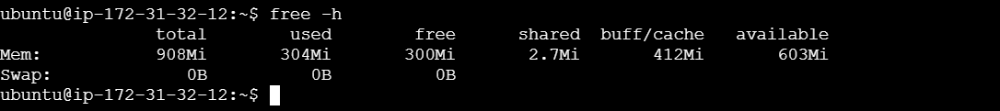 ubuntu@ip-172-31-32-12:~$ free -h
total used free shared buff/cache available
Mem: 908Mi 304Mi 300Mi 2.7Mi 412Mi 603Mi
Swap: 0B 0B 0B
ubuntu@ip-172-31-32-12:~$